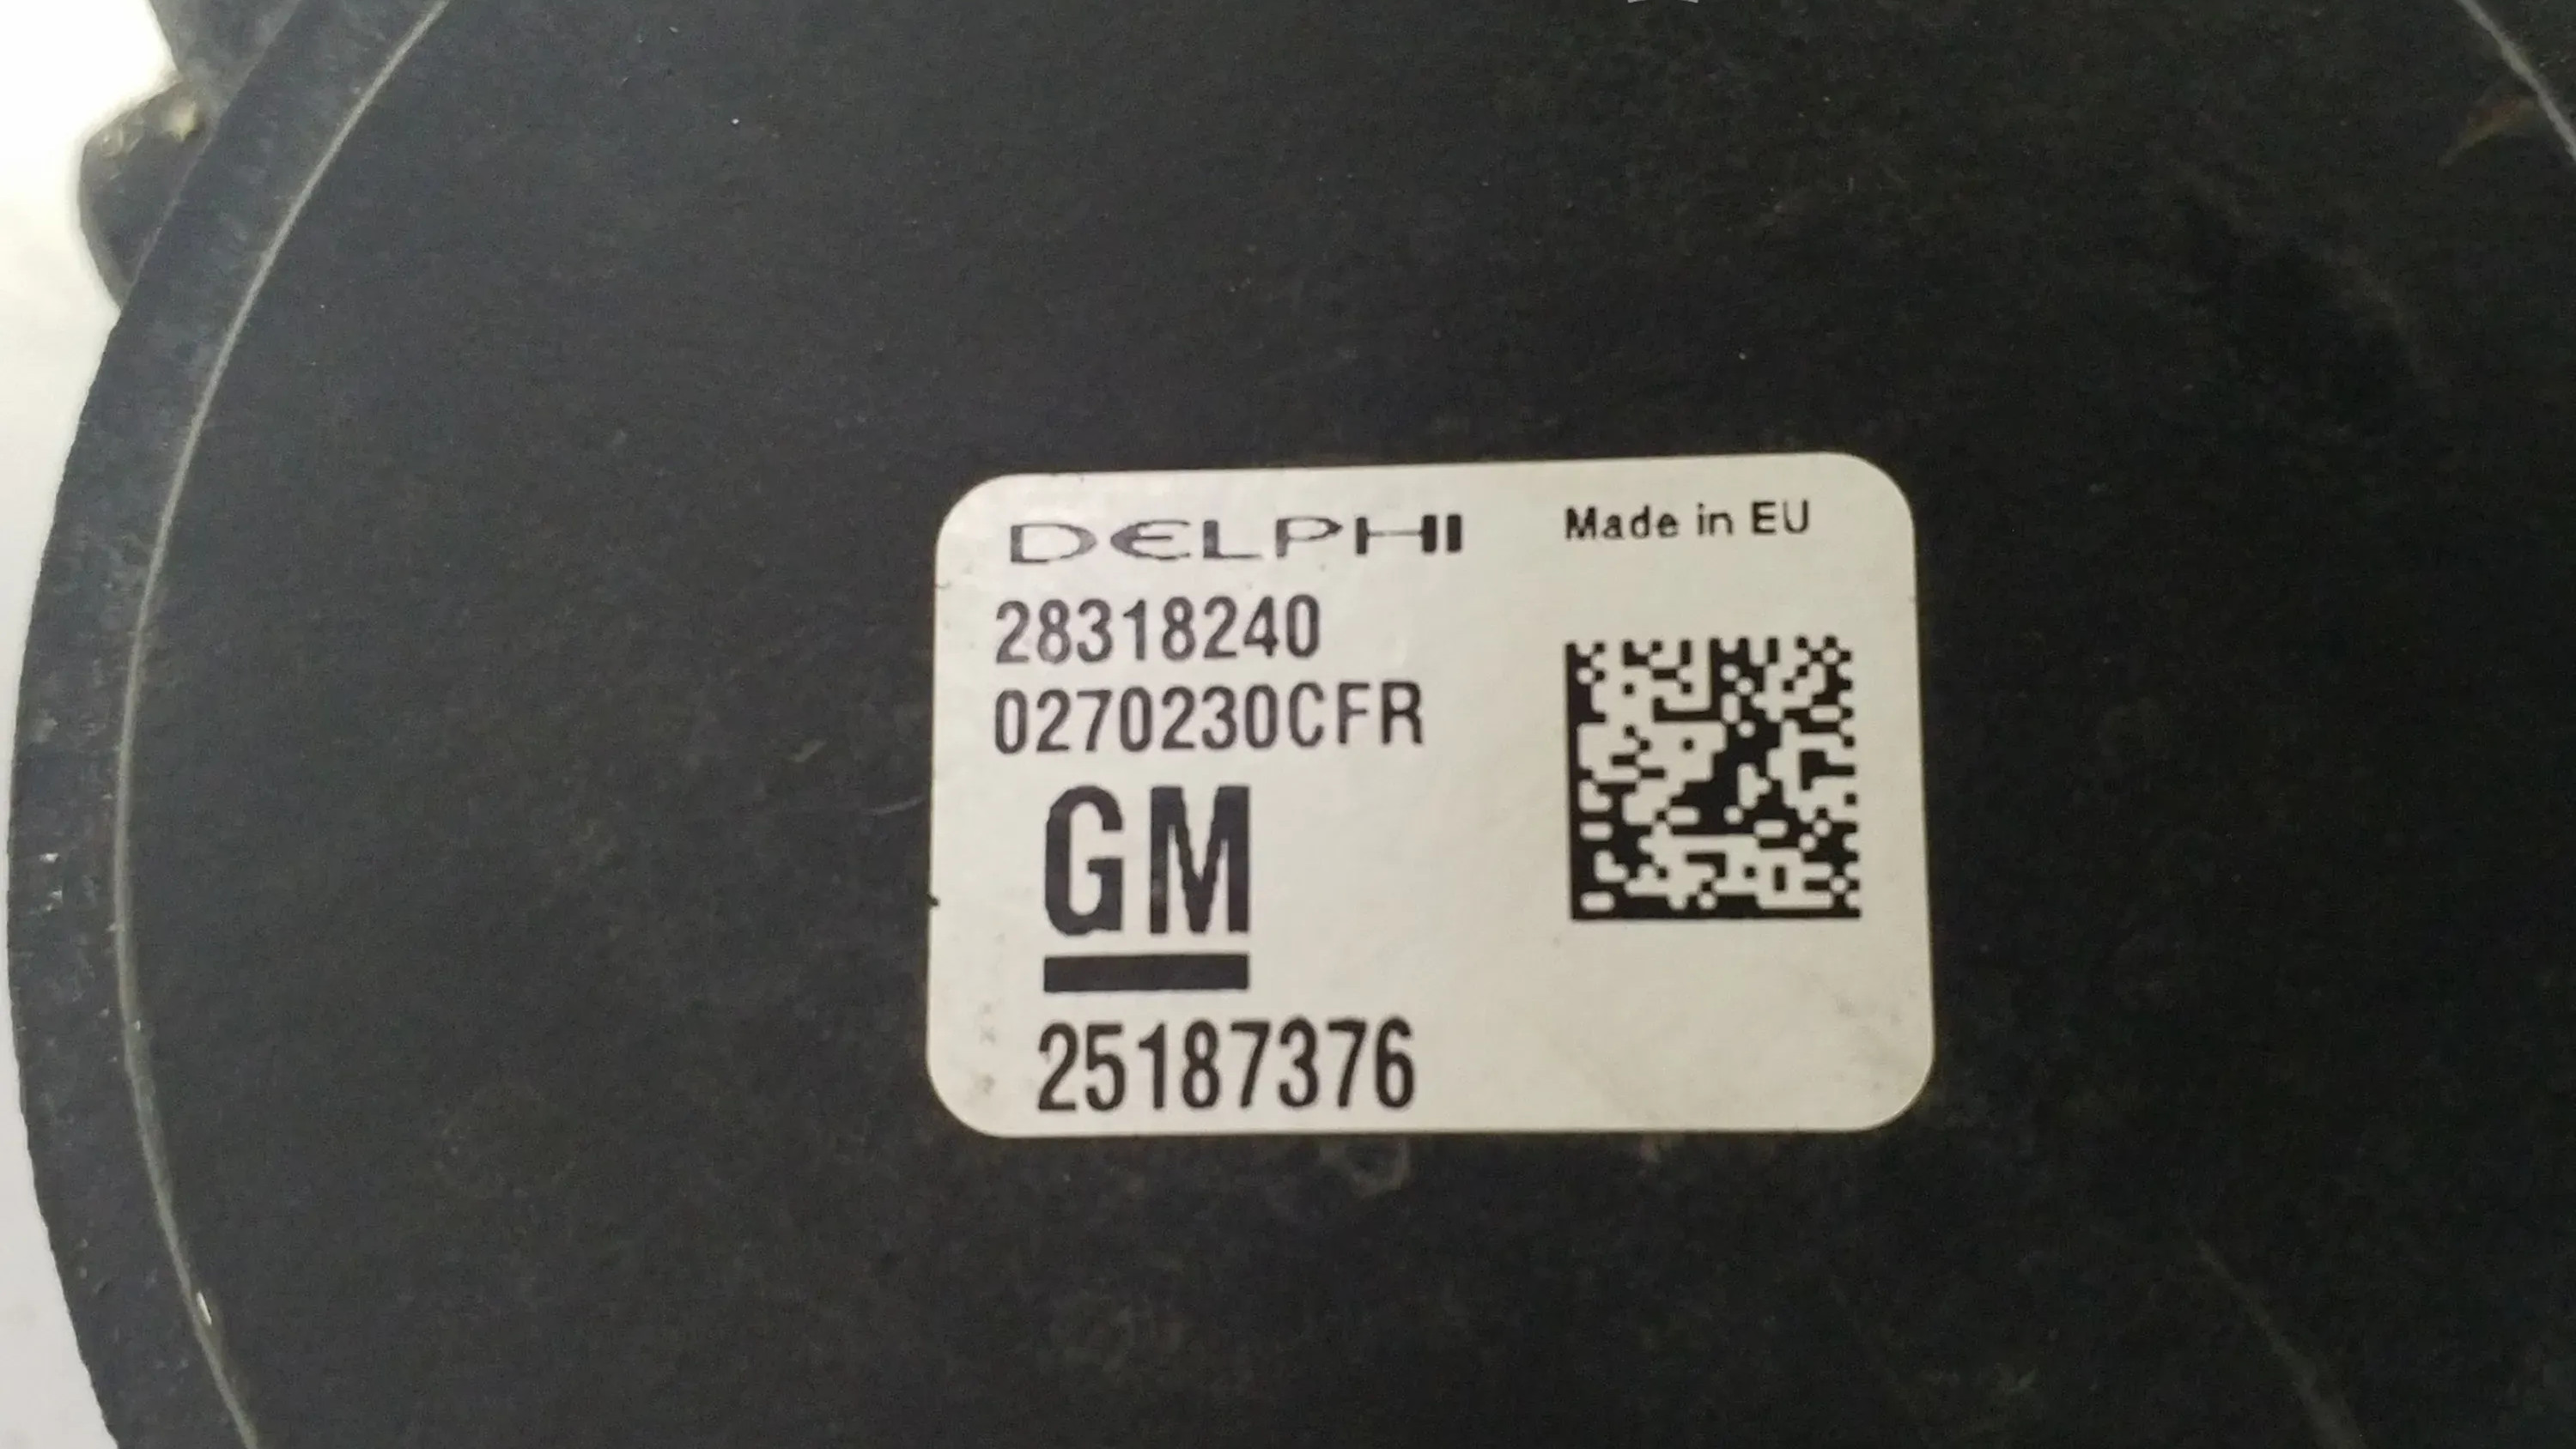 DELPHI Made in EU
28318240
0270230CFR
GM
25187376